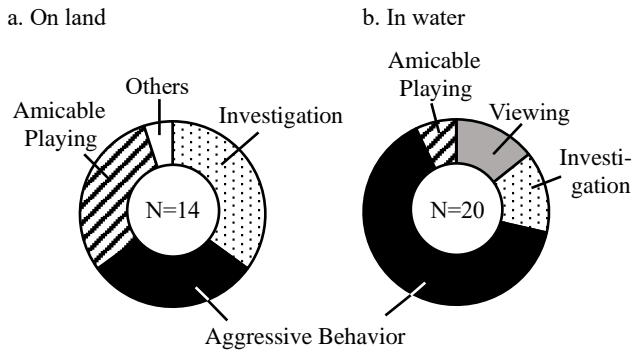 a. On land
Others
Amicable
Playing
Investigation
N=14
b. In water
Amicable
Playing
Viewing
Investi-
gation
N=20
Aggressive Behavior